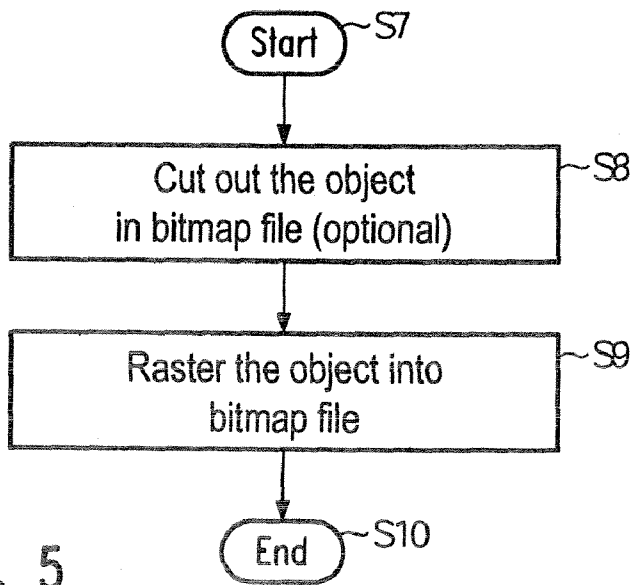 Start
S7
Cut out the object
in bitmap file (optional)
S8
Raster the object into
bitmap file
S9
End
S10
5